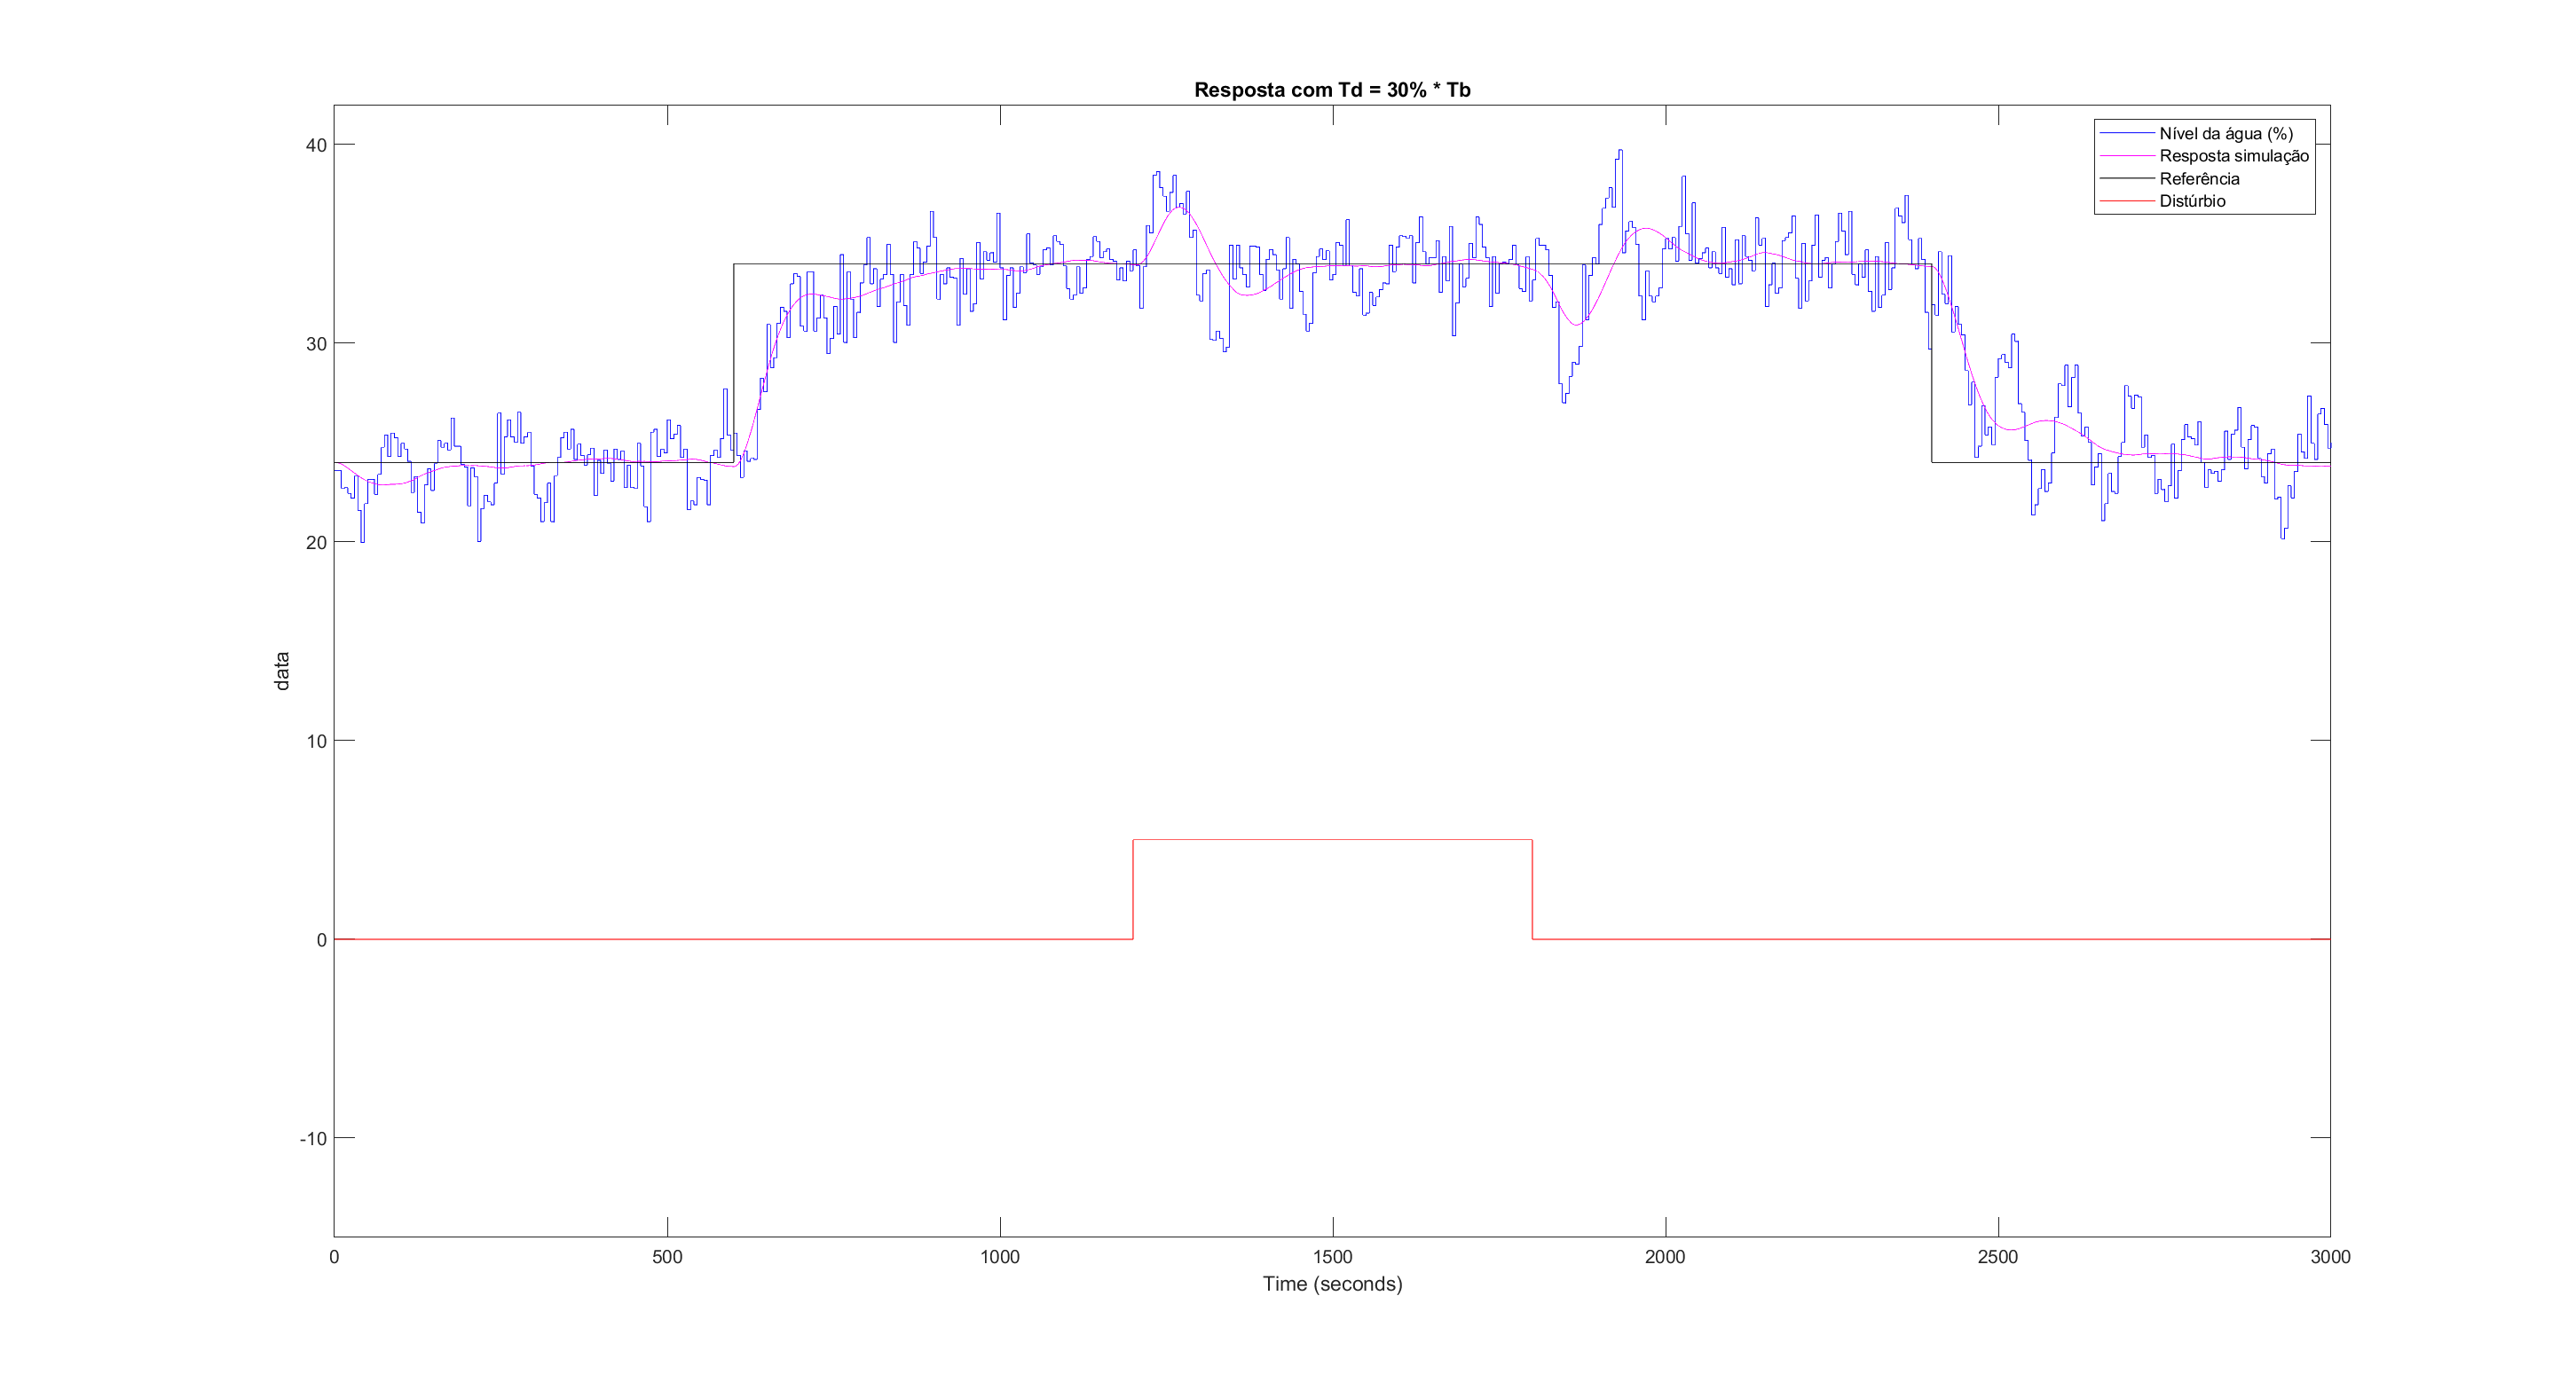 Resposta com Td = 30% * Tb
Nível da água (%)
Resposta simulação
Referência
Distúrbio
40
30
20
10
0
-10
data
0 500 1000 1500 2000 2500 3000
Time (seconds)